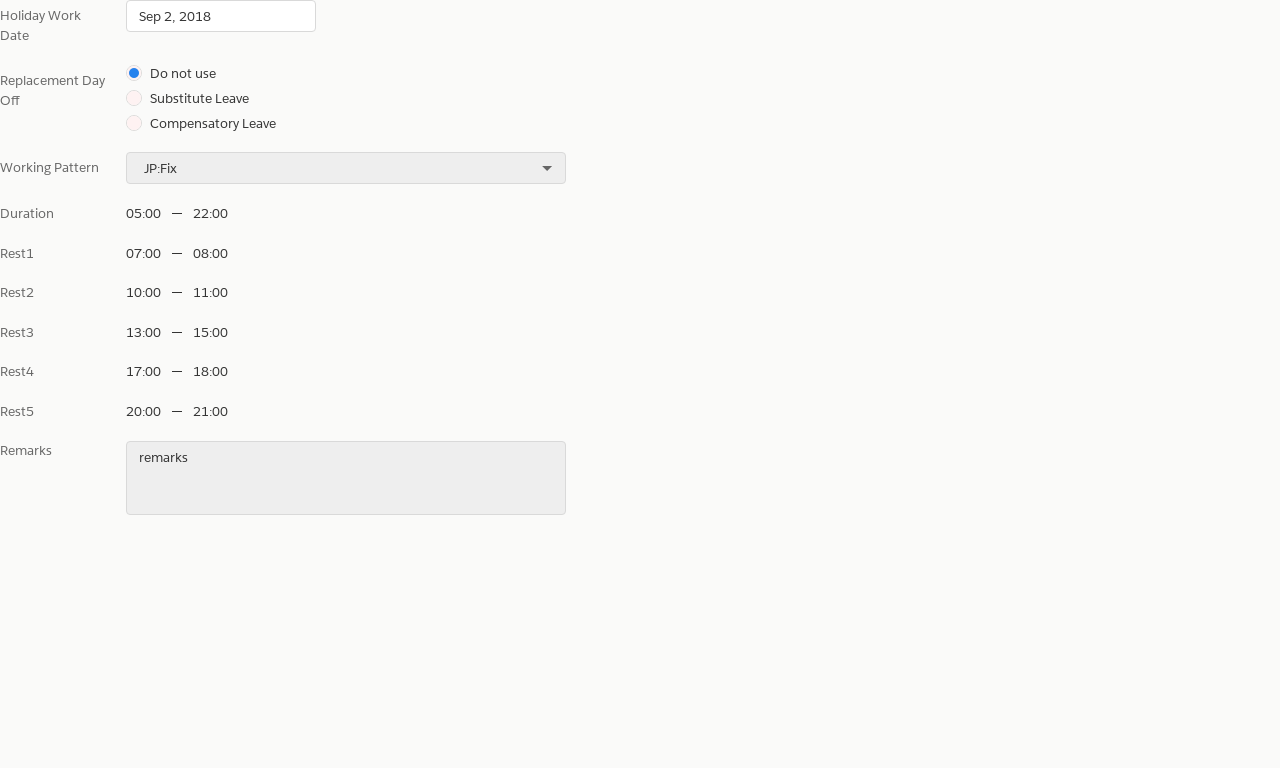 Holiday Work
Date
Sep 2, 2018
Replacement Day
Off
Do not use
Substitute Leave
Compensatory Leave
Working Pattern
JP:Fix
Duration 05:00 — 22:00
Rest1 07:00 — 08:00
Rest2 10:00 — 11:00
Rest3 13:00 — 15:00
Rest4 17:00 — 18:00
Rest5 20:00 — 21:00
Remarks
remarks